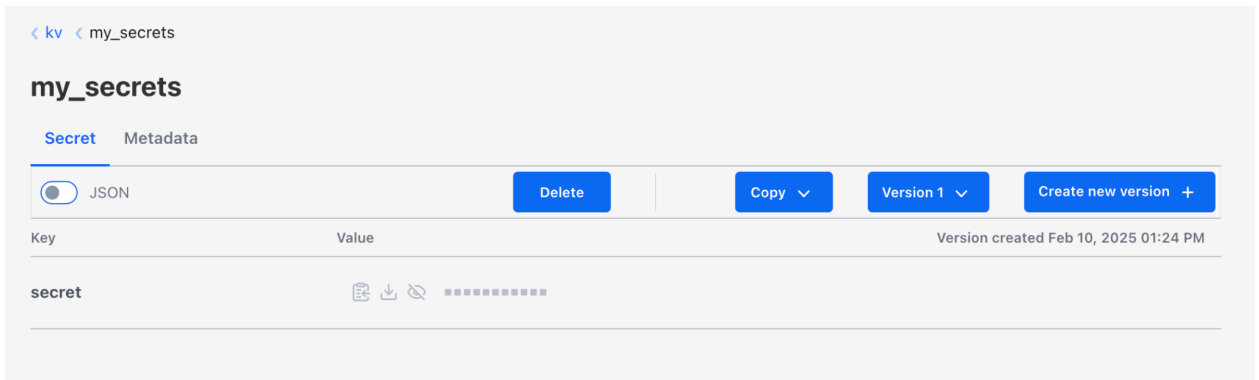 kv my_secrets
my_secrets
Secret Metadata
JSON Delete Copy Version 1 Create new version +
Key Value Version created Feb 10, 2025 01:24 PM
secret